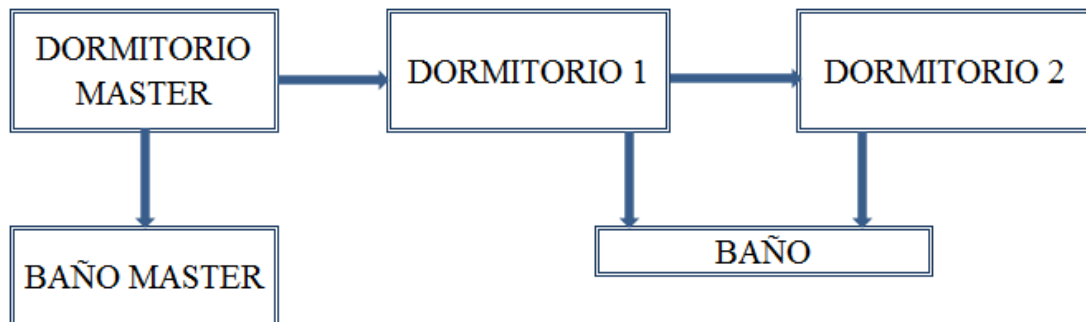 DORMITORIO
MASTER
DORMITORIO 1
DORMITORIO 2
BAÑO MASTER
BAÑO